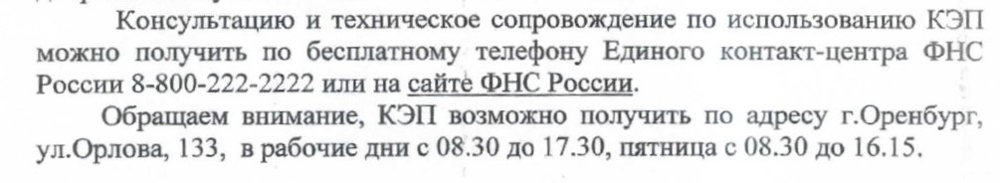 Консультацию и техническое сопровождение по использованию КЭП
можно получить по бесплатному телефону Единого контакт-центра ФНС
России 8-800-222-2222 или на сайте ФНС России.
Обращаем внимание, КЭП возможно получить по адресу г.Оренбург,
ул.Орлова, 133, в рабочие дни с 08.30 до 17.30, пятница с 08.30 до 16.15.